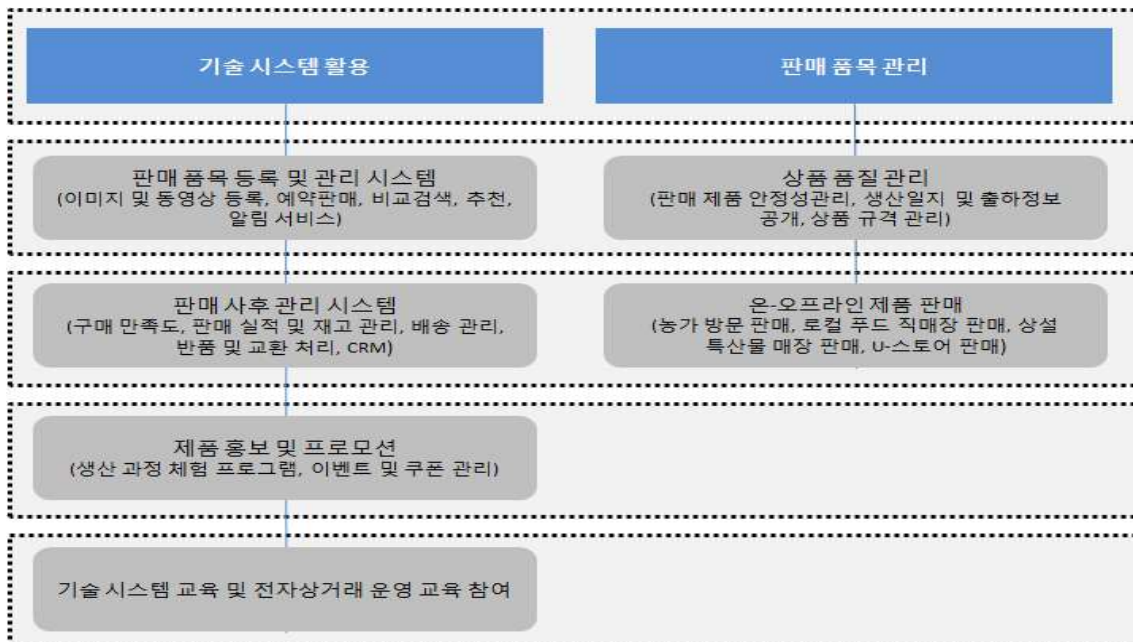 기술 시스템 활용
판매 품목 관리
판매 품목 등록 및 관리 시스템
(이미지 및 동영상 등록, 예약판매, 비교검색, 추천,
알림 서비스)
상품 품질 관리
(판매 제품 안정성관리, 생산일지 및 출하정보
공개, 상품 규격 관리)
판매 사후 관리 시스템
(구매 만족도, 판매 실적 및 재고 관리, 배송 관리,
반품 및 교환 처리, CRM)
온-오프라인 제품 판매
(농가 방문 판매, 로컬 푸드 직매장 판매, 상설
특산물 매장 판매, U-스토어 판매)
제품 홍보 및 프로모션
(생산 과정 체험 프로그램, 이벤트 및 쿠폰 관리)
기술 시스템 교육 및 전자상거래 운영 교육 참여